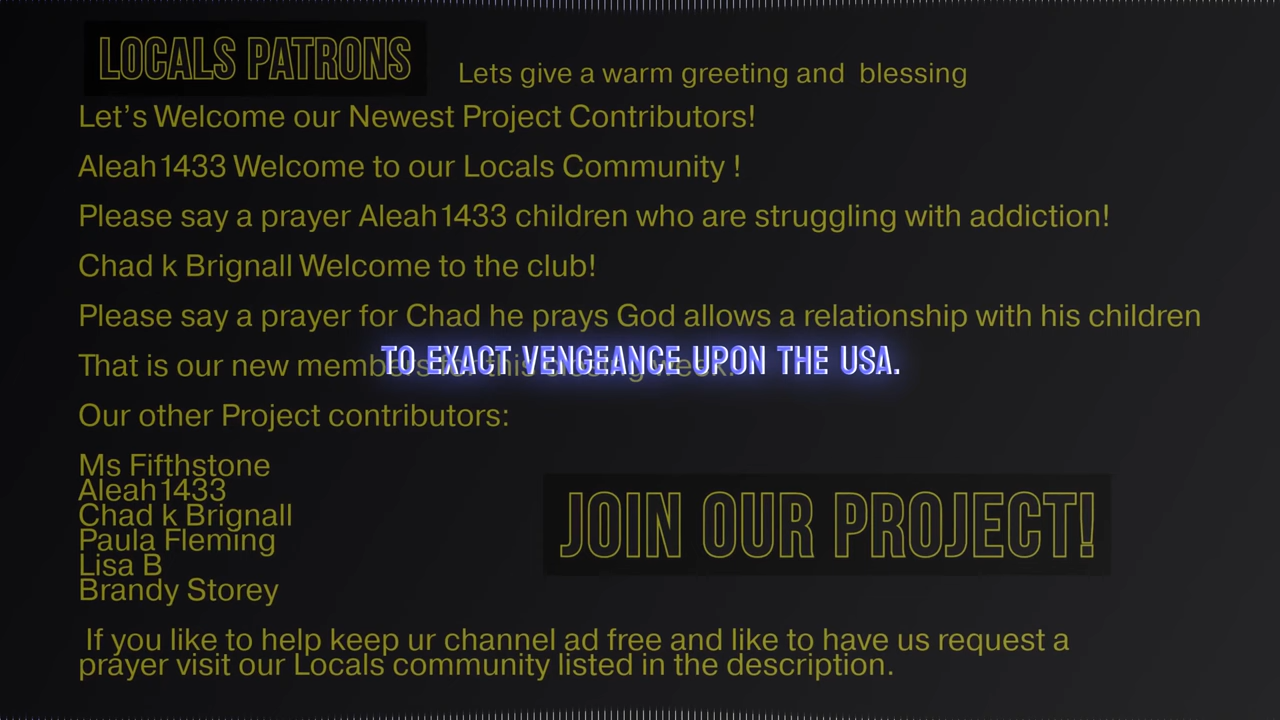 LOCALS PATRONS
Lets give a warm greeting and blessing
Let's Welcome our Newest Project Contributors!
Aleah1433 Welcome to our Locals Community !
Please say a prayer Aleah1433 children who are struggling with addiction!
Chad k Brignall Welcome to the club!
Please say a prayer for Chad he prays God allows a relationship with his children
TO EXACT VENGEANCE UPON THE USA.
That is our new members for this week!
Our other Project contributors:
Ms Fifthstone
Aleah1433
Chad k Brignall
Paula Fleming
Lisa B
Brandy Storey
JOIN OUR PROJECT!
If you like to help keep ur channel ad free and like to have us request a
prayer visit our Locals community listed in the description.